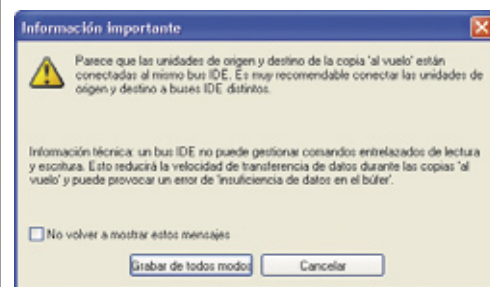 Información importante
Parece que las unidades de origen y destino de la copia 'al vuelo' están
conectadas al mismo bus IDE. Es muy recomendable conectar las unidades de
origen y destino a buses IDE distintos.
Información técnica: un bus IDE no puede gestionar comandos entrelazados de lectura
y escritura. Esto reducirá la velocidad de transferencia de datos durante las copias 'al
vuelo' y puede provocar un error de 'insuficiencia de datos en el búfer'.
No volver a mostrar estos mensajes
Grabar de todos modos
Cancelar